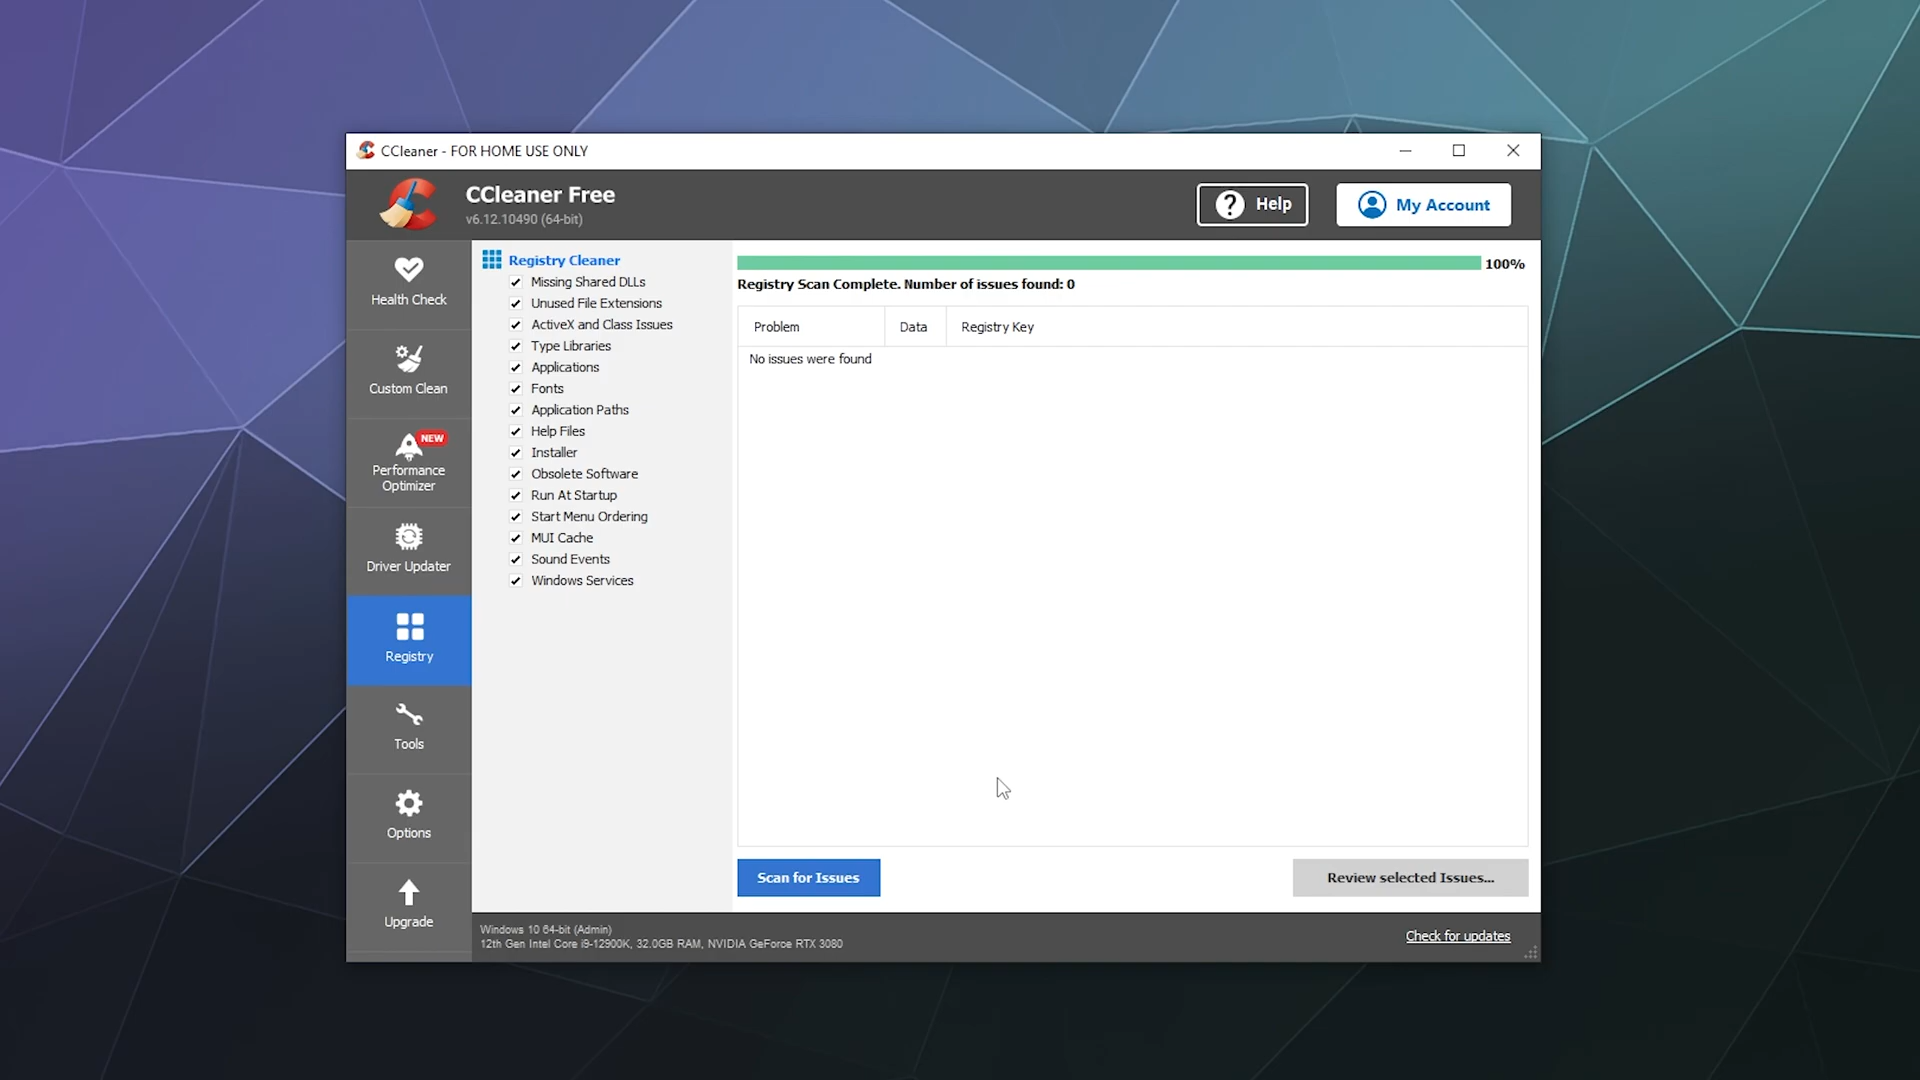 CCleaner - FOR HOME USE ONLY
CCleaner Free
v6.12.10490 (64-bit)
? Help
My Account
Health Check
Custom Clean
NEW
Performance
Optimizer
Driver Updater
Registry
Tools
Options
Upgrade
Registry Cleaner
Missing Shared DLLs
Unused File Extensions
ActiveX and Class Issues
Type Libraries
Applications
Fonts
Application Paths
Help Files
Installer
Obsolete Software
Run At Startup
Start Menu Ordering
MUI Cache
Sound Events
Windows Services
100%
Registry Scan Complete. Number of issues found: 0
Problem Data Registry Key
No issues were found
Scan for Issues
Review selected Issues...
Windows 10 64-bit (Admin)
12th Gen Intel Core i9-12900K, 32.0GB RAM, NVIDIA GeForce RTX 3080
Check for updates